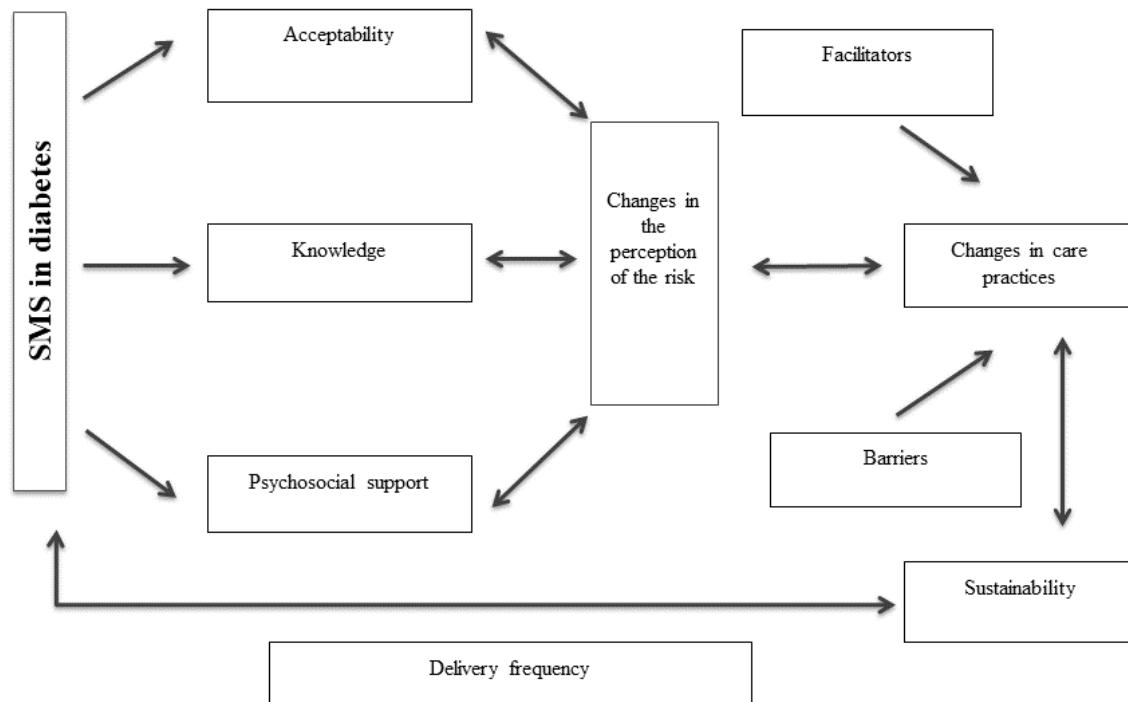 SMS in diabetes
Acceptability
Knowledge
Psychosocial support
Changes in
the
perception
of the risk
Facilitators
Changes in care
practices
Barriers
Sustainability
Delivery frequency